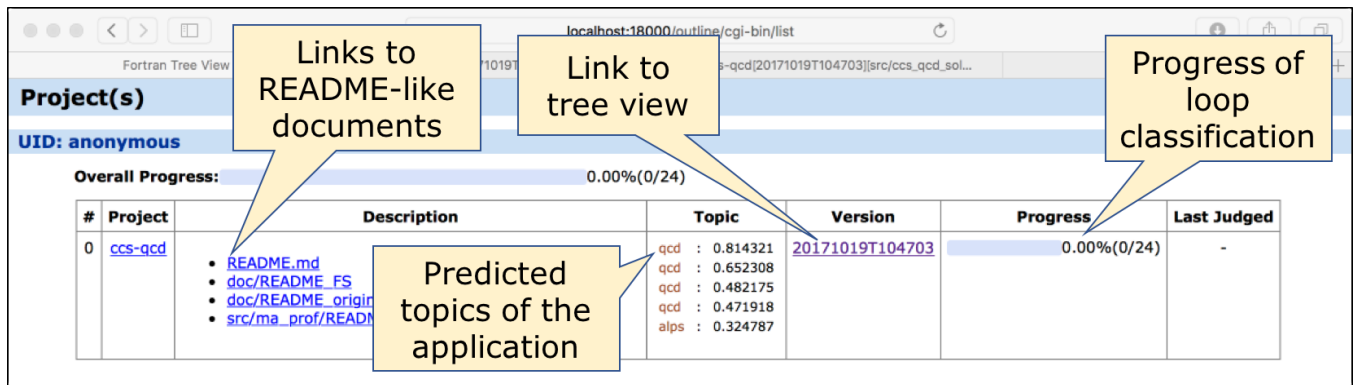 localhost:18000/outline/cgi-bin/list
Fortran Tree View
1019T
s-qcd[20171019T104703][src/ccs_qcd_sol...
Links to
README-like
documents
Link to
tree view
Progress of
loop
classification
Project(s)
UID: anonymous
Overall Progress: 0.00%(0/24)
# Project Description Topic Version Progress Last Judged
0 ccs-qcd
README.md
doc/README_FS
doc/README_origin
src/ma_prof/READM
qcd : 0.814321
qcd : 0.652308
qcd : 0.482175
qcd : 0.471918
alps : 0.324787
20171019T104703
0.00%(0/24)
-
Predicted
topics of the
application